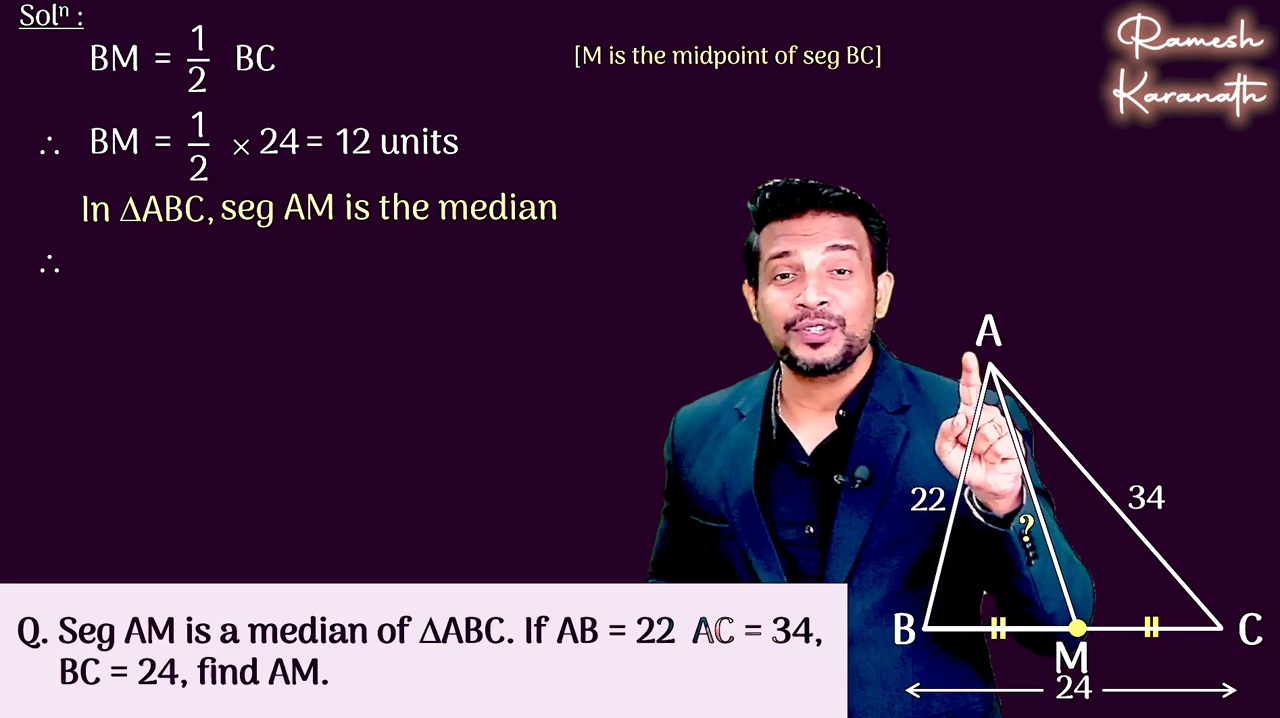 Solⁿ :
BM = 1/2 BC [M is the midpoint of seg BC]
∴ BM = 1/2 × 24 = 12 units
In ΔABC, seg AM is the median
∴
Ramesh
Karanath
A
22
34
?
B
M
C
24
Q. Seg AM is a median of ΔABC. If AB = 22 AC = 34,
BC = 24, find AM.